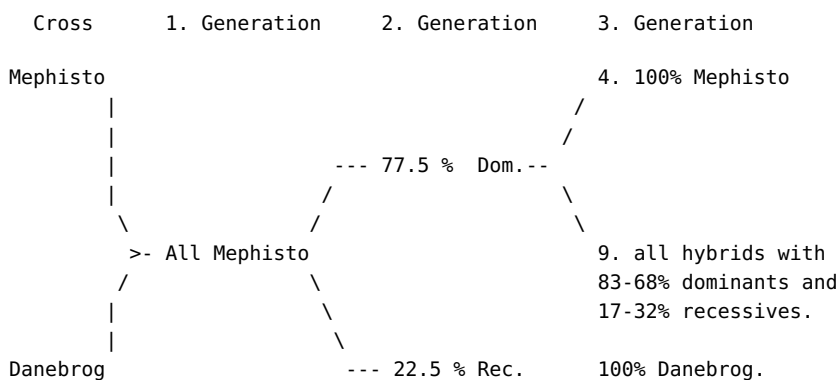 Cross 1. Generation 2. Generation 3. Generation
Mephisto 4. 100% Mephisto
--- 77.5 % Dom.--
>- All Mephisto 9. all hybrids with
83-68% dominants and
17-32% recessives.
Danebrog --- 22.5 % Rec. 100% Danebrog.